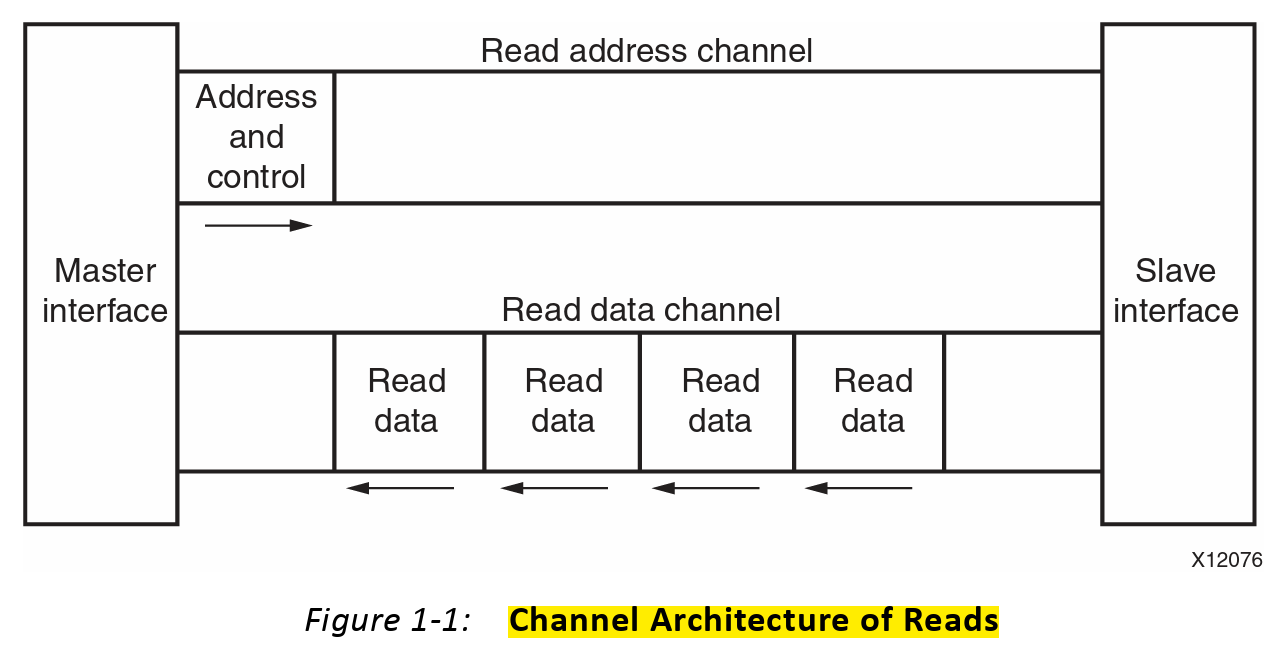 Read address channel
Address
and
control
Master
interface
Slave
interface
Read data channel
Read
data
Read
data
Read
data
Read
data
X12076
Figure 1-1: Channel Architecture of Reads